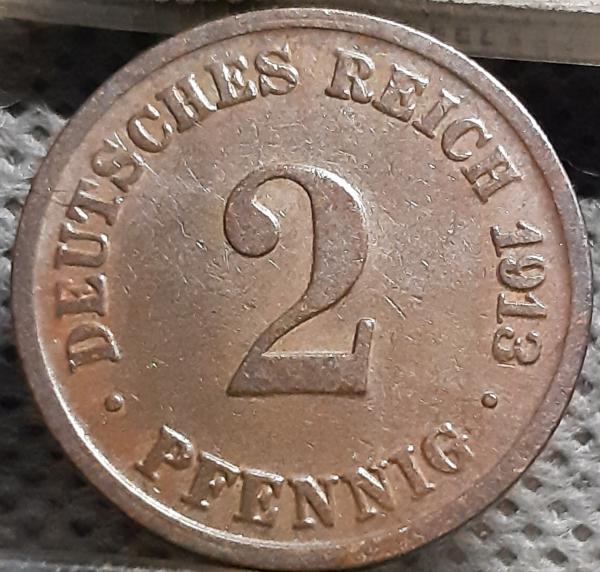 DEUTSCHES REICH 1913
2
• PFENNIG •